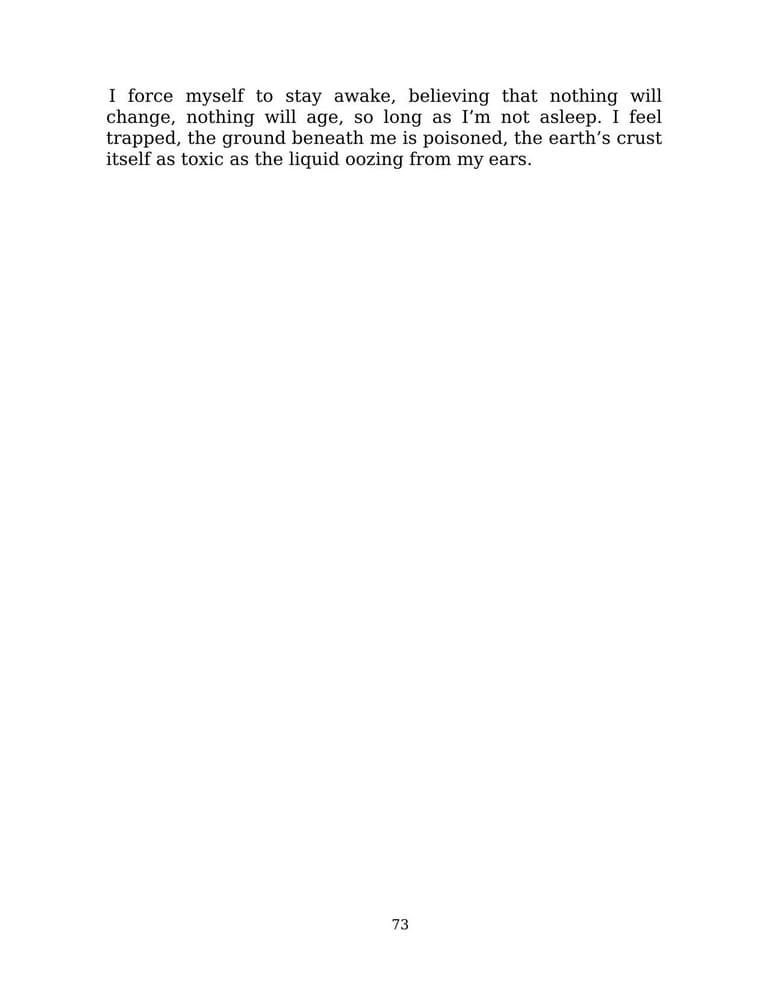 I force myself to stay awake, believing that nothing will
change, nothing will age, so long as I’m not asleep. I feel
trapped, the ground beneath me is poisoned, the earth’s crust
itself as toxic as the liquid oozing from my ears.
73